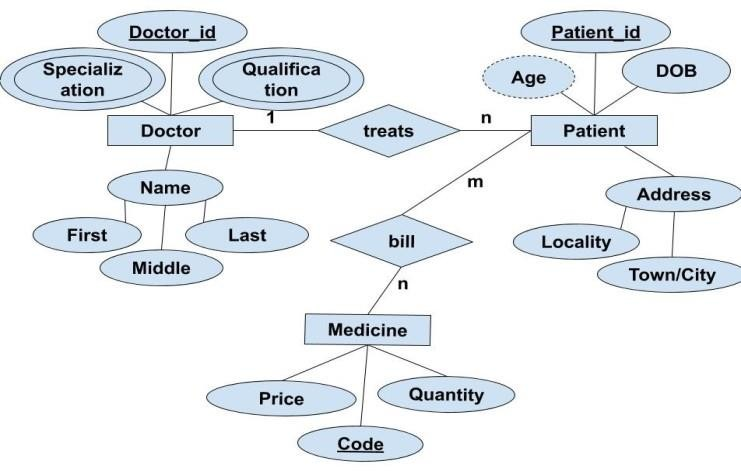 Doctor_id
Specializ
ation
Qualifica
tion
Patient_id
Age
DOB
Doctor
1
treats
n
Patient
Name
First
Middle
Last
m
Address
Locality
Town/City
bill
n
Medicine
Price
Quantity
Code